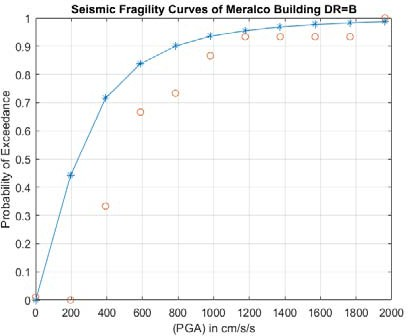 Seismic Fragility Curves of Meralco Building DR=B
Probability of Exceedance
1
0.9
0.8
0.7
0.6
0.5
0.4
0.3
0.2
0.1
0
0 200 400 600 800 1000 1200 1400 1600 1800 2000
(PGA) in cm/s/s